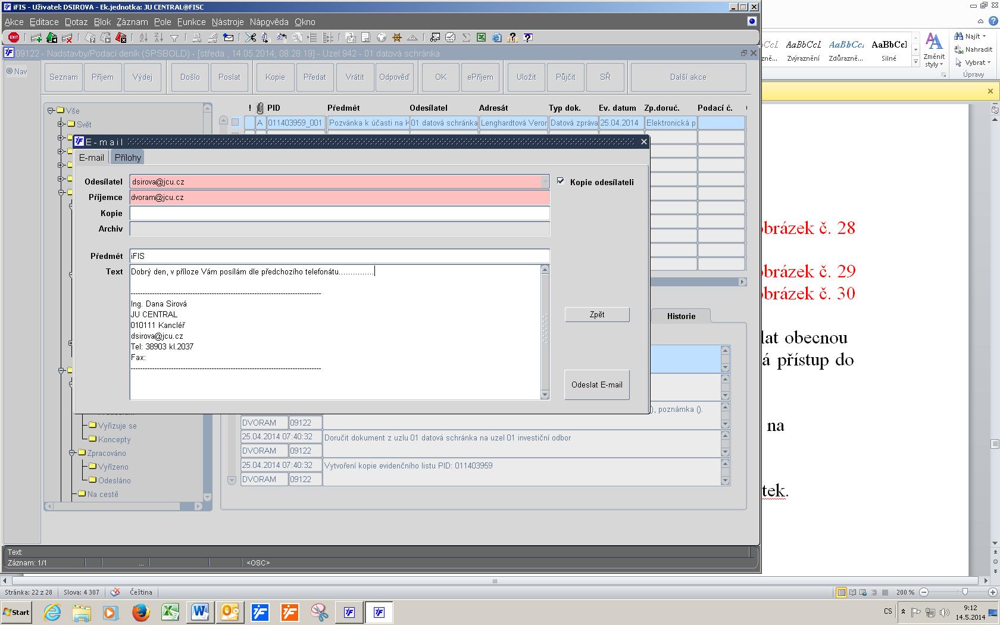 iFIS - Uživatel: DSIROVA - Ek.jednotka: JU CENTRAL@FISC
Akce Editace Dotaz Blok Záznam Pole Funkce Nástroje Nápověda Okno
EXIT
09122 - Nadstavby/Podací deník (SPSBOLD) - [středa , 14.05.2014; 08:28:19] - Uzel:942 - 01 datová schránka
Nav
Seznam Příjem Výdej Došlo Poslat Kopie Předat Vrátit Odpověď OK ePříjem Uložit Půjčit SŘ Další akce
Vše
Svět
! PID Předmět Odesílatel Adresát Typ dok. Ev. datum Zp.doruč. Podací č.
A 011403959_001 Pozvánka k účasti na k 01 datová schránka Lenghardtová Veror Datová zpráva 25.04.2014 Elektronická p
E-mail
E-mail Přílohy
Odesílatel dsirova@jcu.cz
Kopie odesílateli
Příjemce dvoram@jcu.cz
Kopie
Archiv
Předmět iFIS
Text Dobrý den, v příloze Vám posílám dle předchozího telefonátu...............
--------------------------------------------------------------------------------
Ing. Dana Sirová
JU CENTRAL
010111 Kancléř
dsirova@jcu.cz
Tel: 38903 kl.2037
Fax:
--------------------------------------------------------------------------------
Zpět
Odeslat E-mail
Historie
), poznámka ().
DVORAM 09122
25.04.2014 07:40:32 Doručit dokument z uzlu 01 datová schránka na uzel 01 investiční odbor
DVORAM 09122
25.04.2014 07:40:32 Vytvoření kopie evidenčního listu PID: 011403959
DVORAM 09122
Vyřizuje se
Koncepty
Zpracováno
Vyřízeno
Odesláno
Na cestě
Text:
Záznam: 1/1 ... <OSC>
AaBbCcI AaBbCc. AaBbCcI
Zvýraznění Zdůrazně... Silné
Změnit
styly
Najít
Nahradit
Vybrat
Úpravy
brázek č. 28
brázek č. 29
brázek č. 30
lat obecnou
á přístup do
na
tek.
Stránka: 22 z 28 Slova: 4 307 Čeština
200 %
Start
CS
9:12
14.5.2014